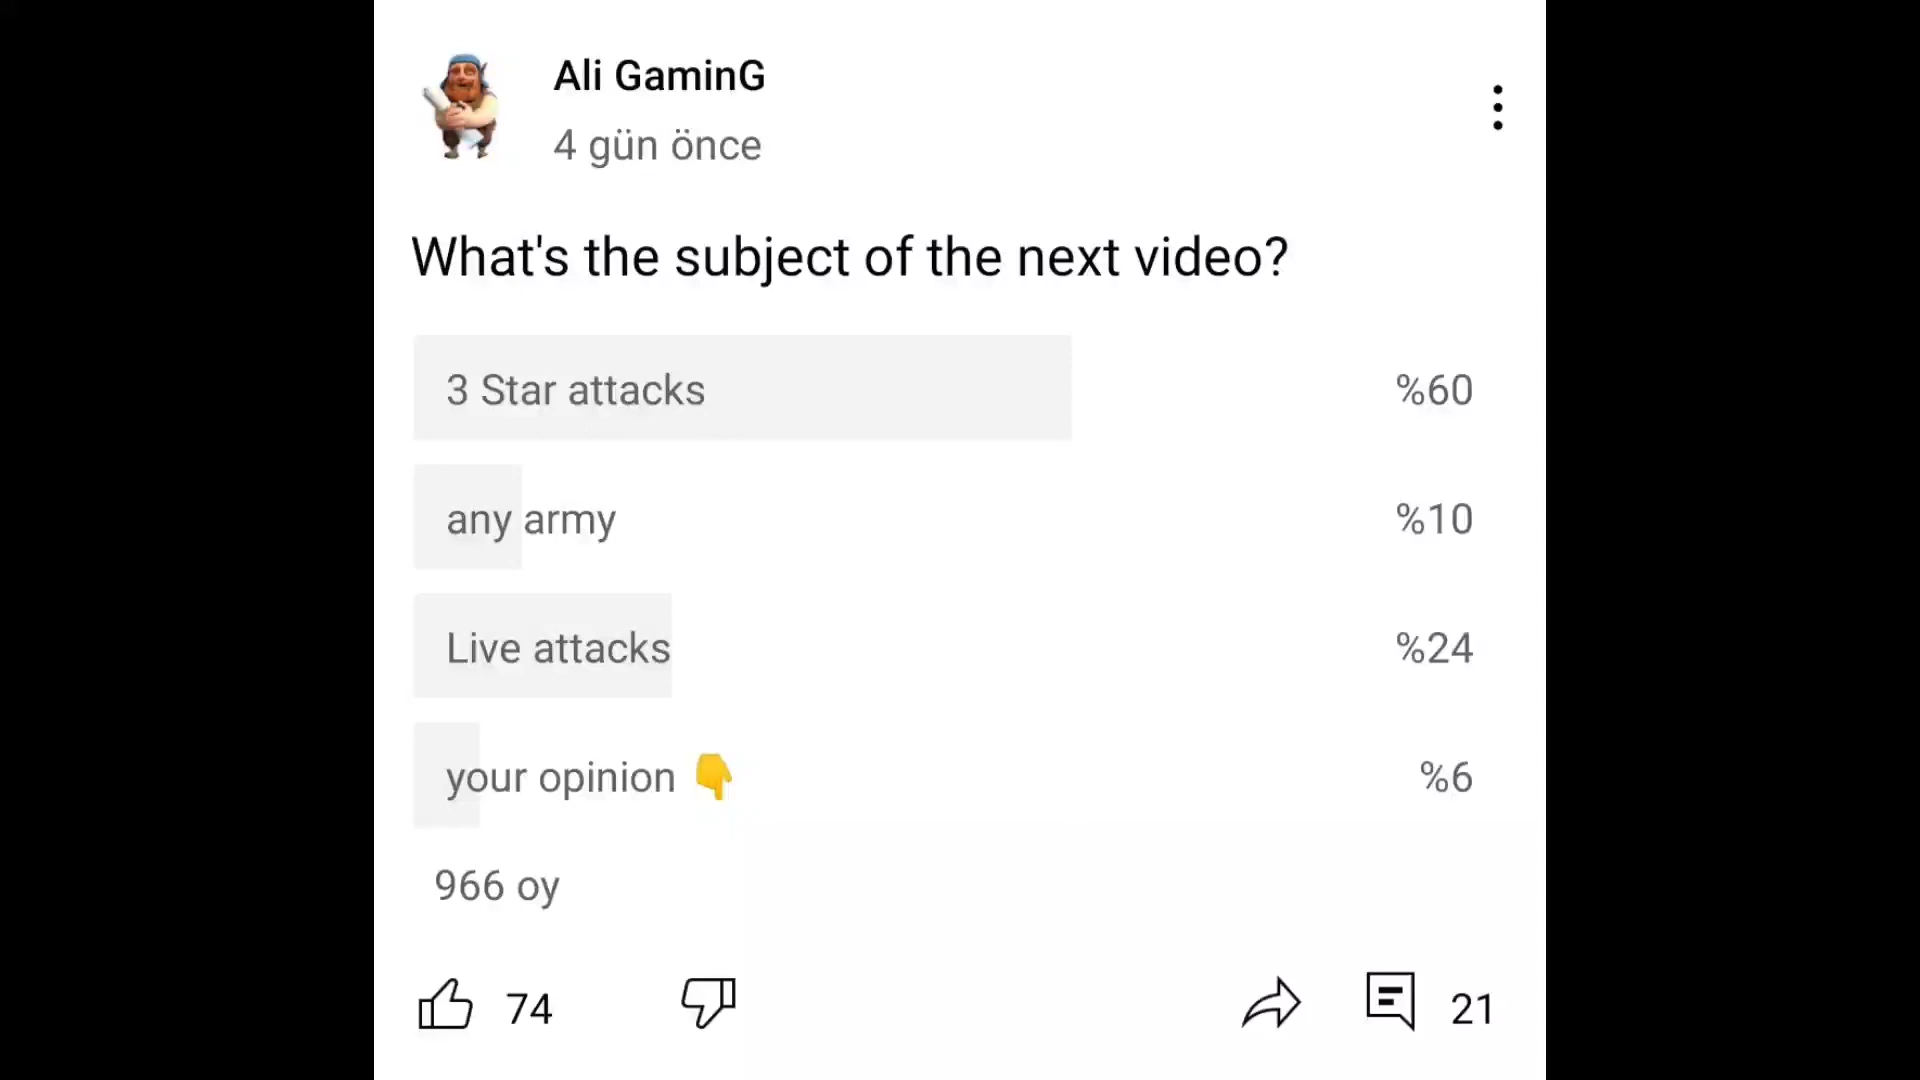 Ali GaminG
4 gün önce
What's the subject of the next video?
3 Star attacks %60
any army %10
Live attacks %24
your opinion 👇 %6
966 oy
74 21